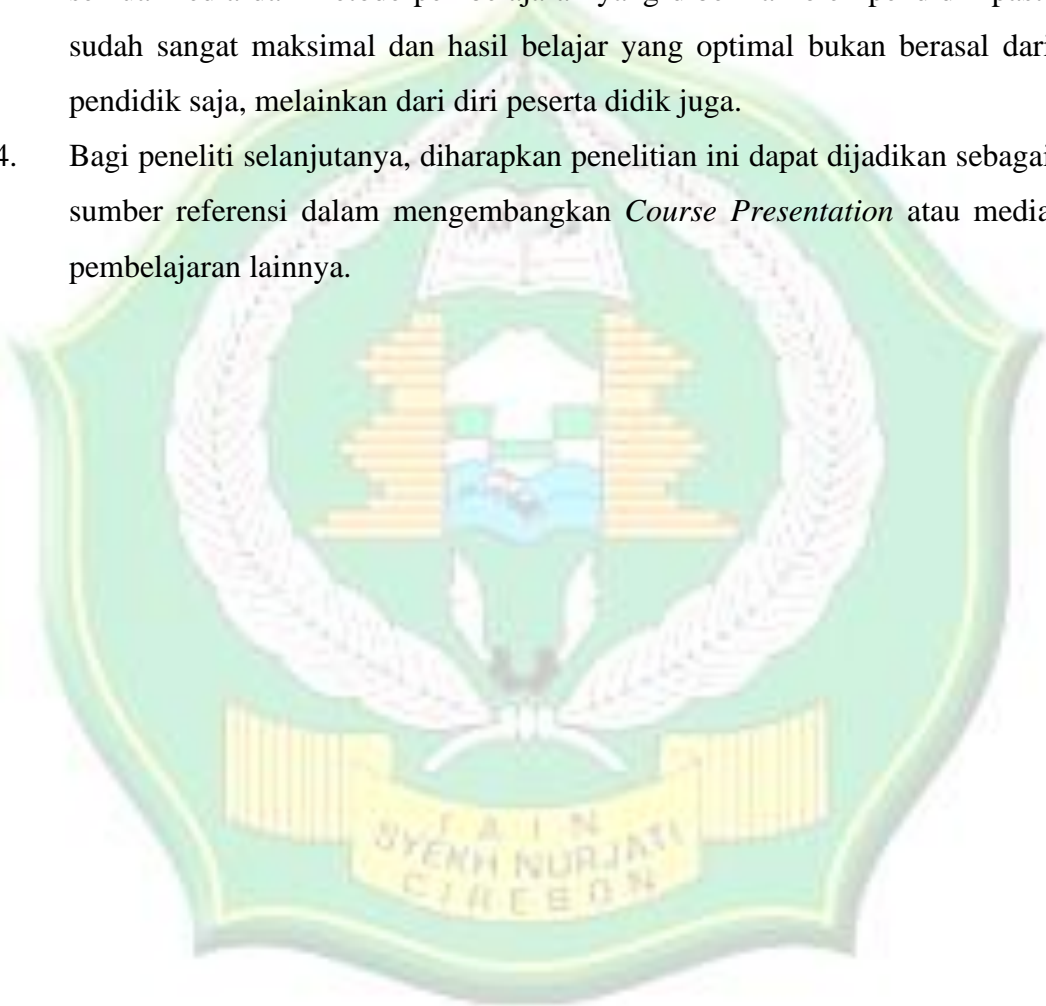 sudah sangat maksimal dan hasil belajar yang optimal bukan berasal dari
pendidik saja, melainkan dari diri peserta didik juga.
4. Bagi peneliti selanjutanya, diharapkan penelitian ini dapat dijadikan sebagai
sumber referensi dalam mengembangkan Course Presentation atau media
pembelajaran lainnya.
IAIN
SYEKH NURJATI
CIREBON